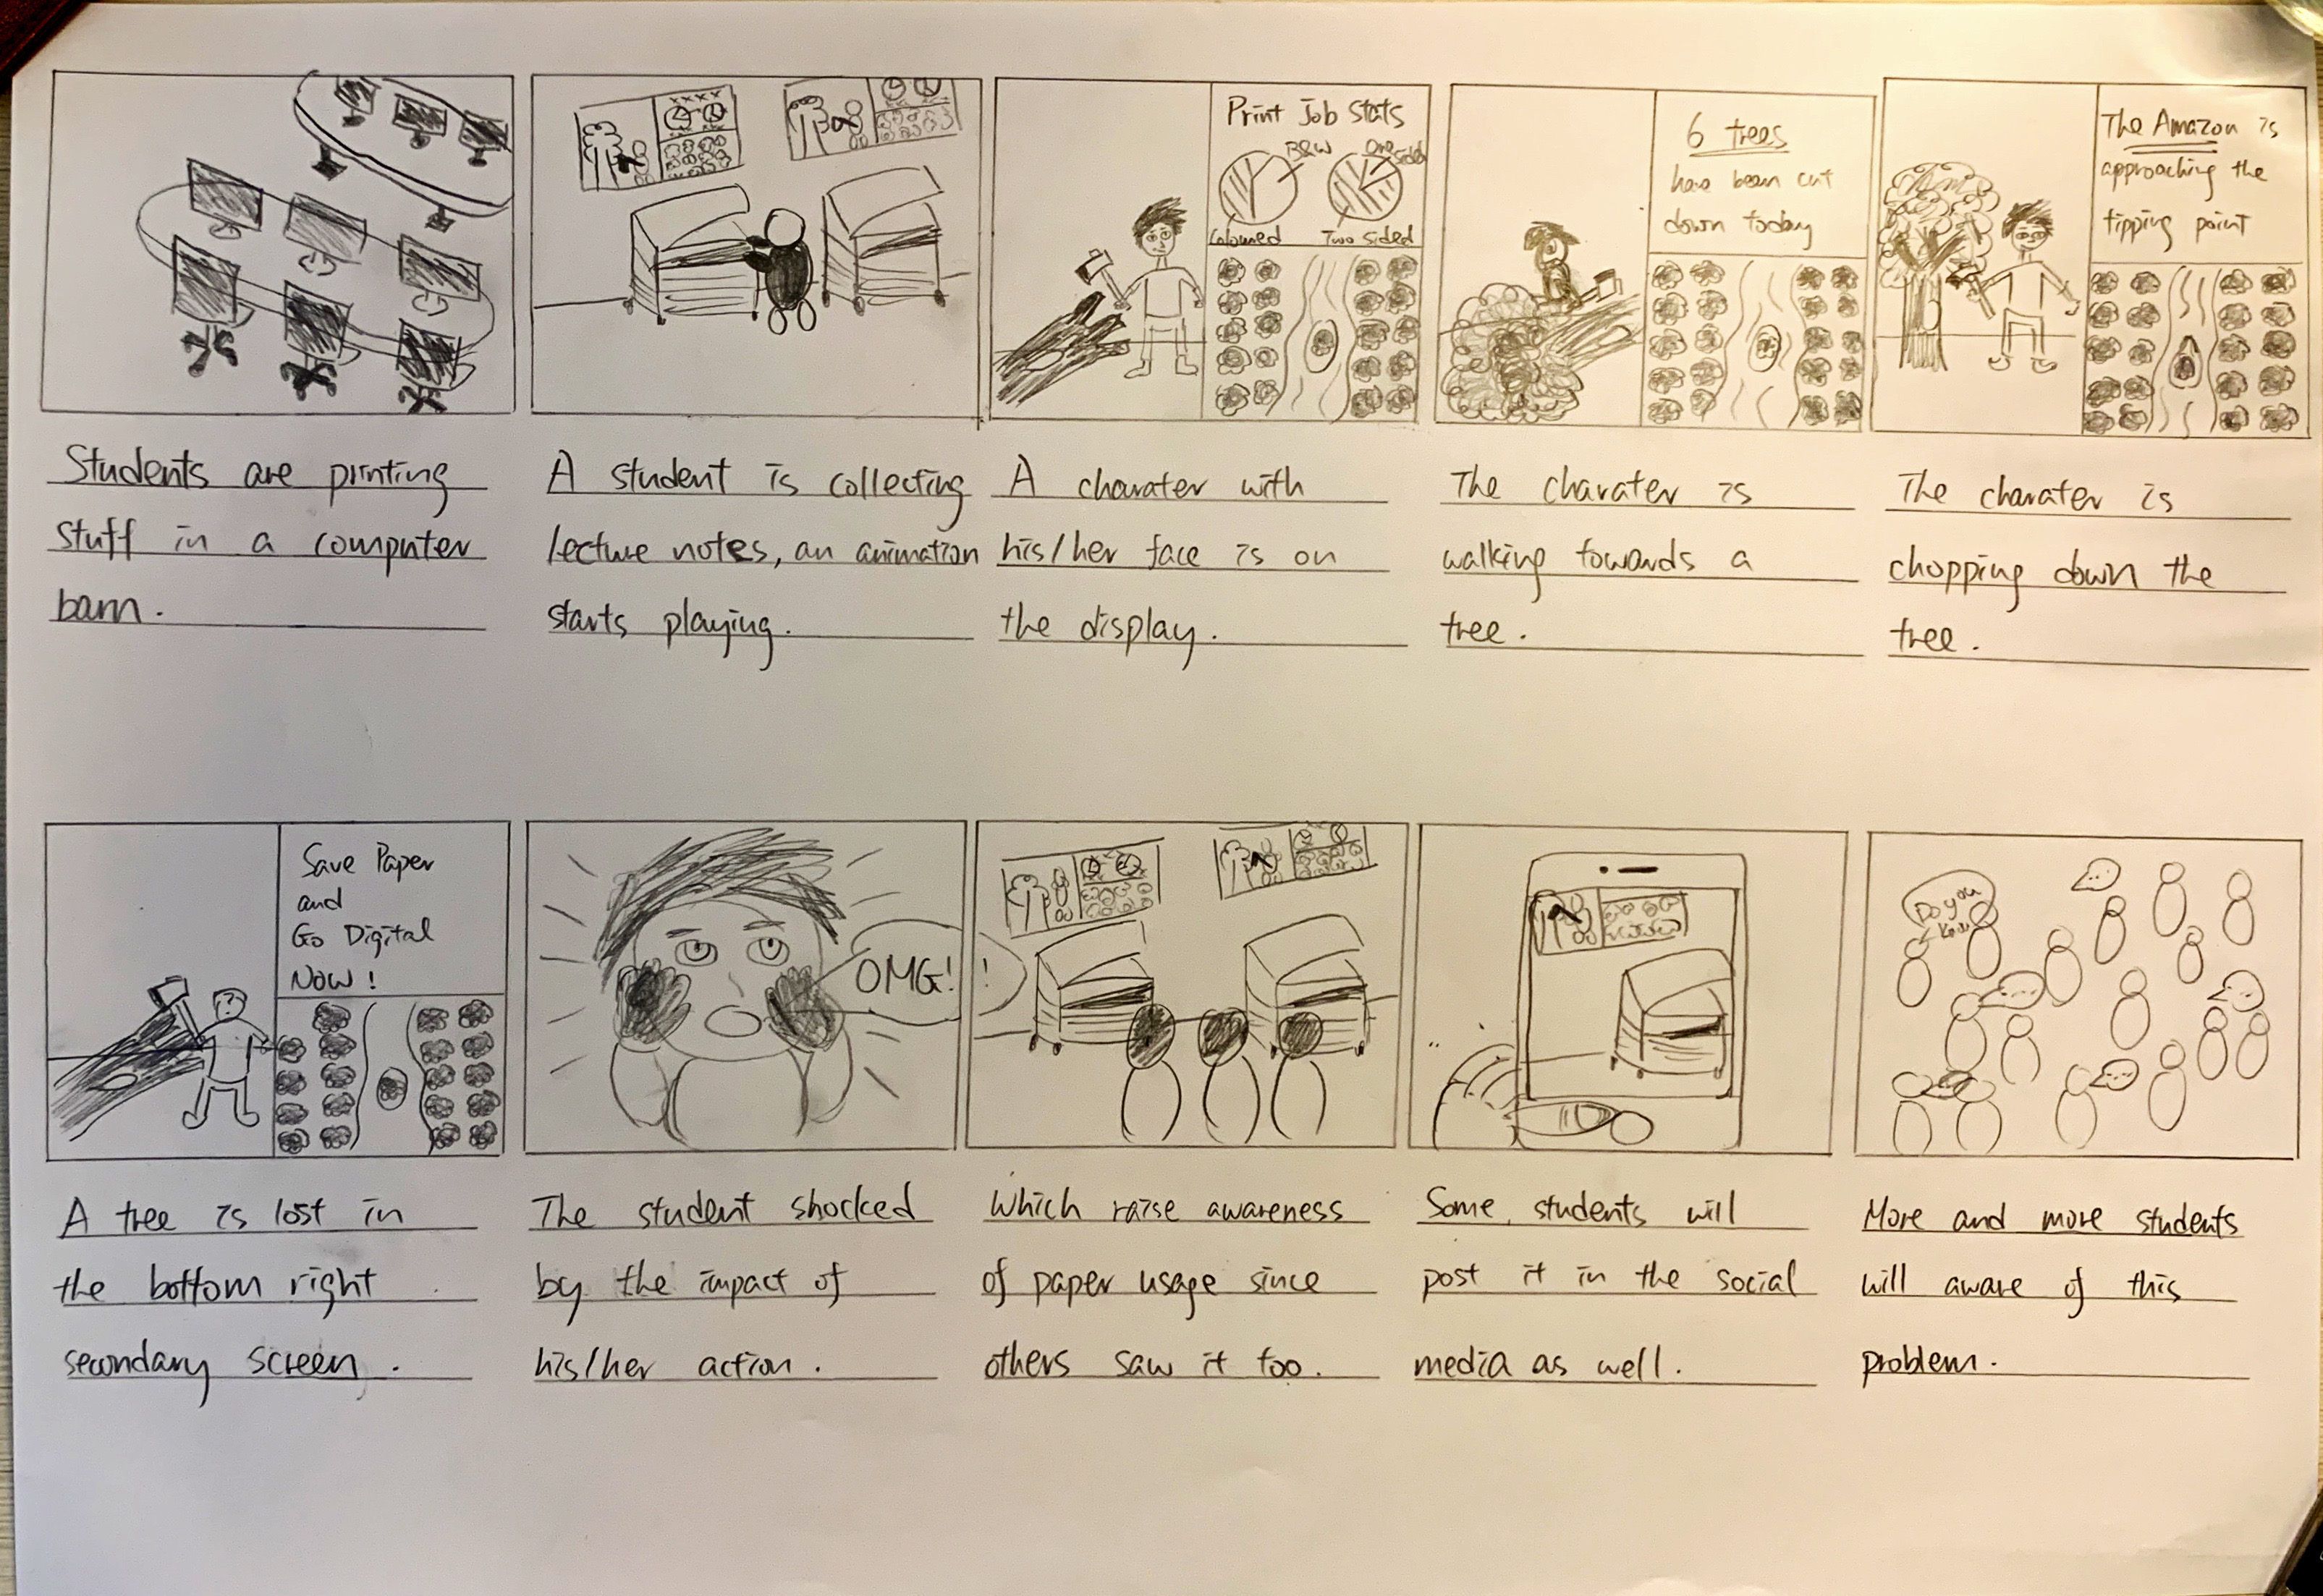 Print Job Stats
B&W
One sided
Coloured
Two sided
6 trees
have been cut
down today
The Amazon is
approaching the
tipping point
Students are printing
stuff in a computer
barn.
A student is collecting
lecture notes, an animation
starts playing.
A charater with
his/her face is on
the display.
The charater is
walking towards a
tree.
The charater is
chopping down the
tree.
Save Paper
and
Go Digital
Now!
OMG!!
Do you
know
A tree is lost in
the bottom right
secondary screen.
The student shocked
by the impact of
his/her action.
Which raise awareness
of paper usage since
others saw it too.
Some students will
post it in the social
media as well.
More and more students
will aware of this
problem.